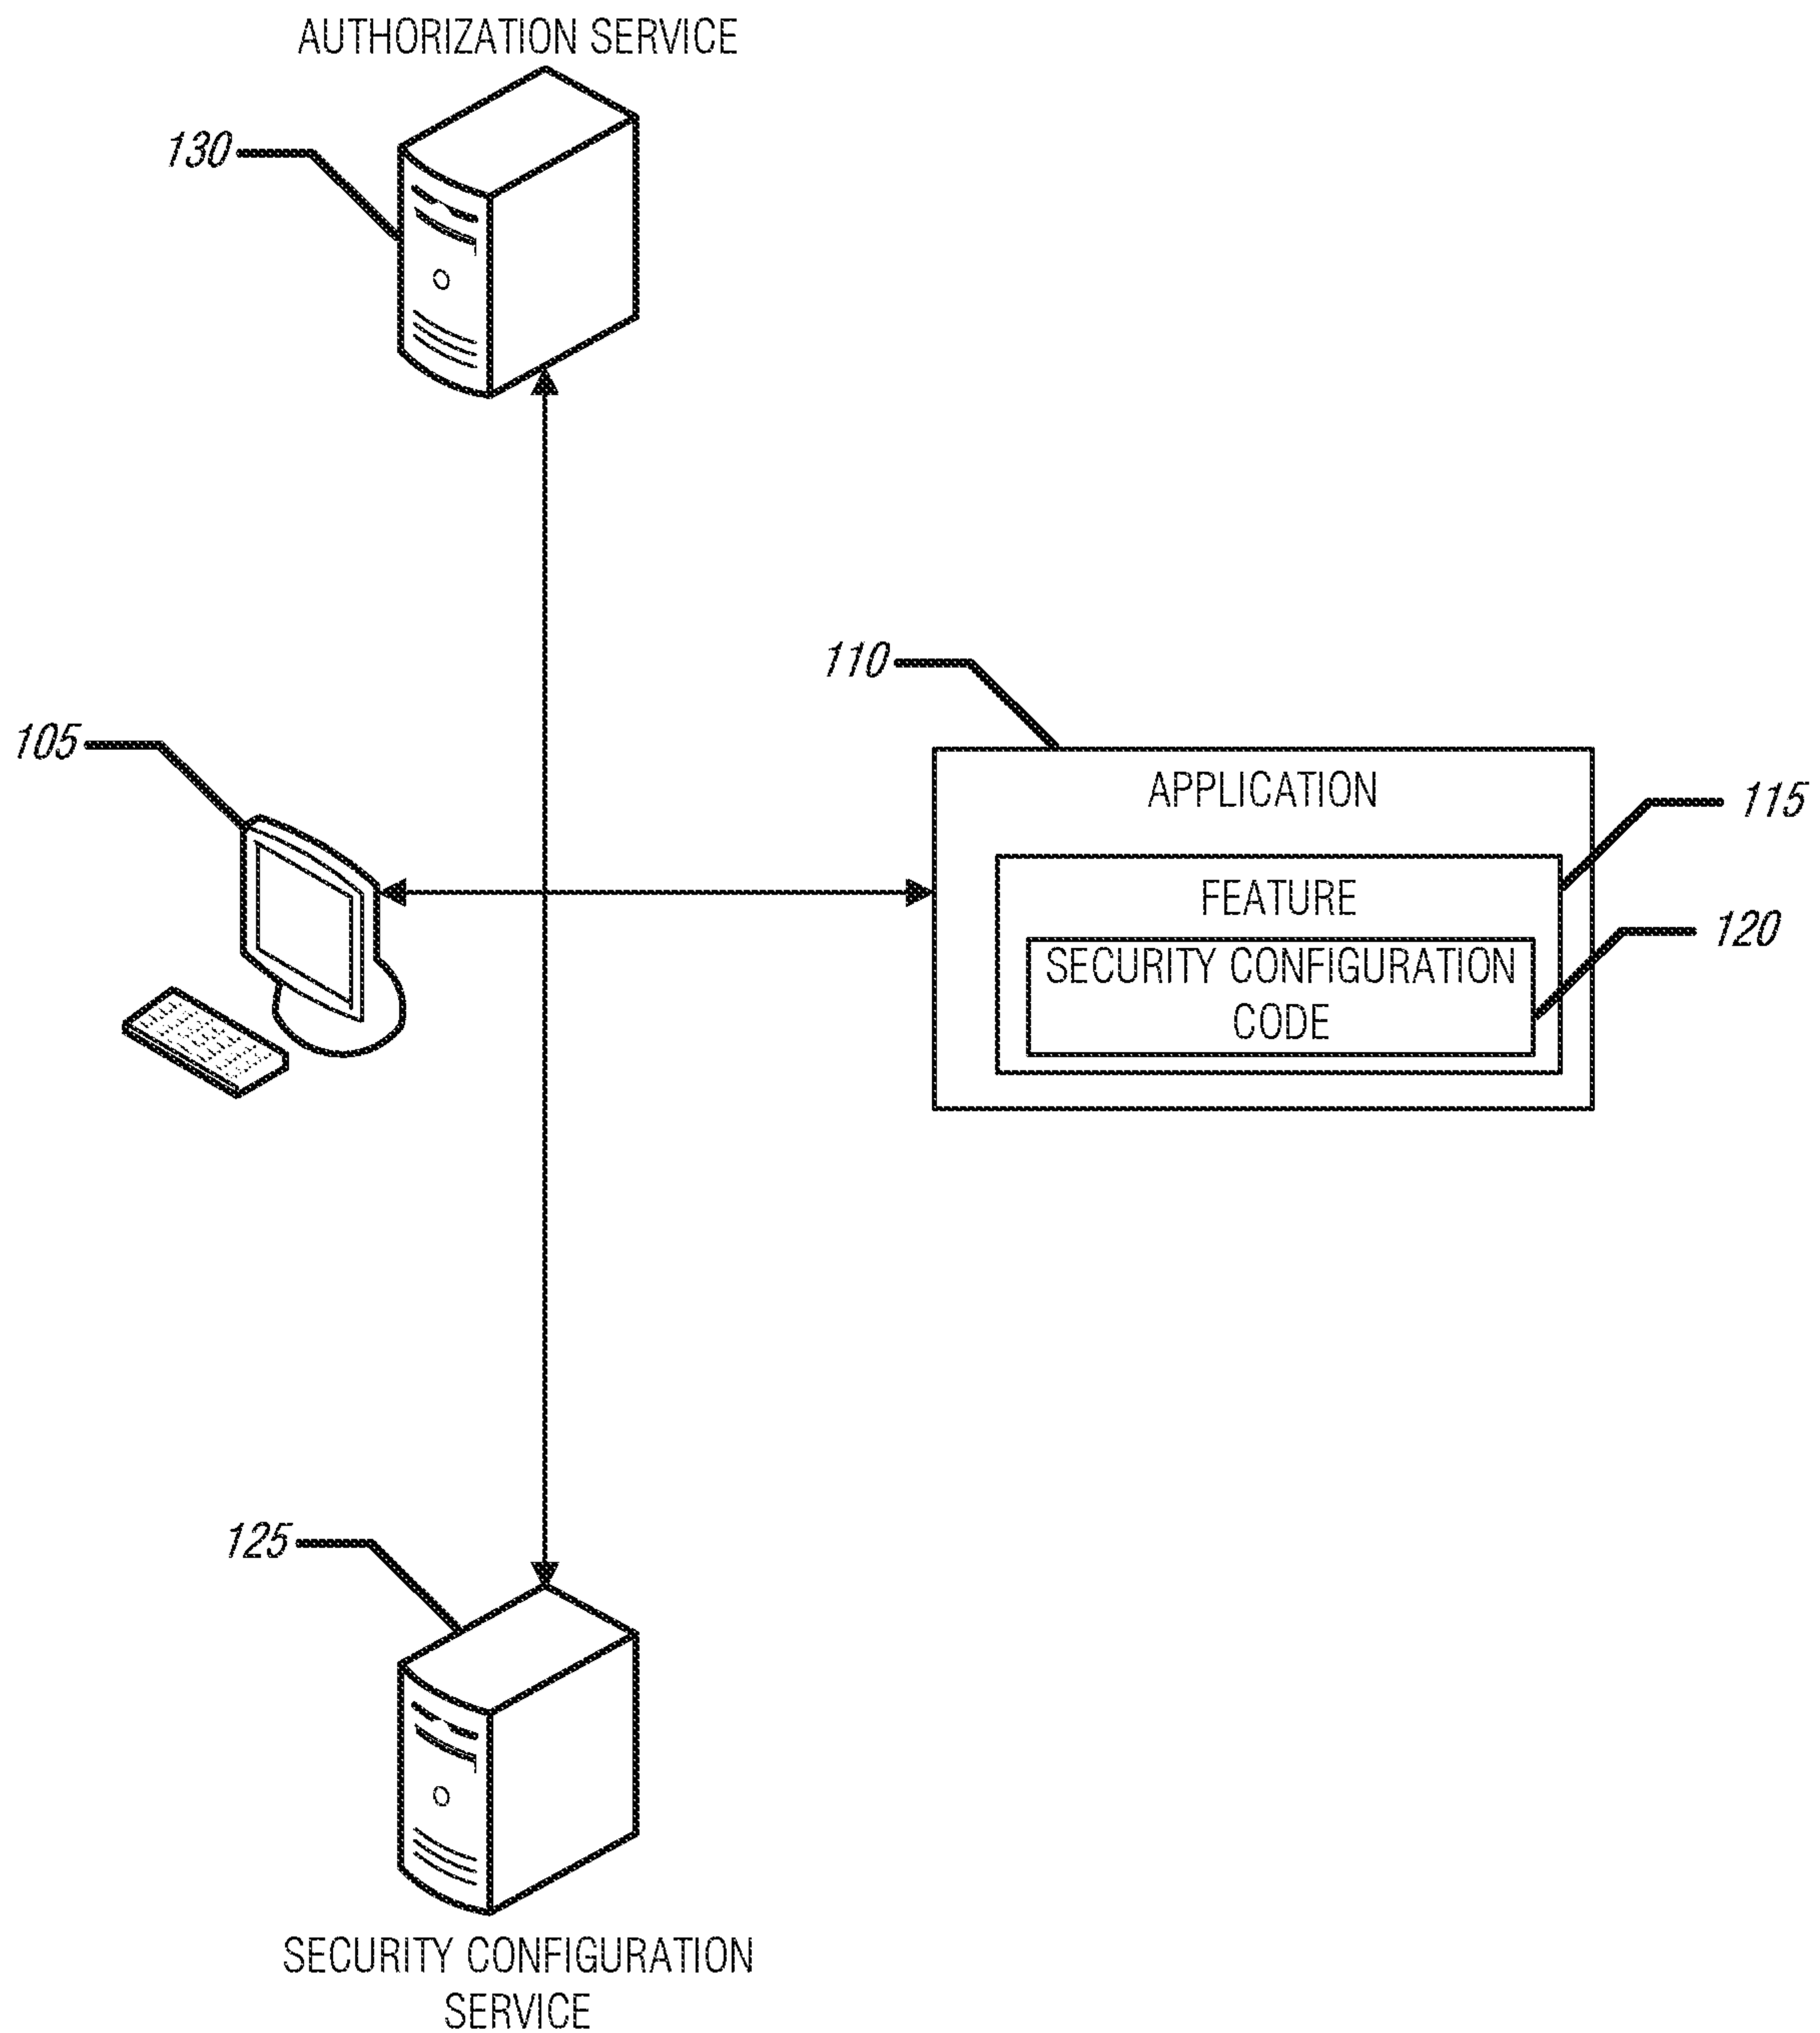 AUTHORIZATION SERVICE
130
110
105
APPLICATION
115
FEATURE
120
SECURITY CONFIGURATION
CODE
125
SECURITY CONFIGURATION
SERVICE